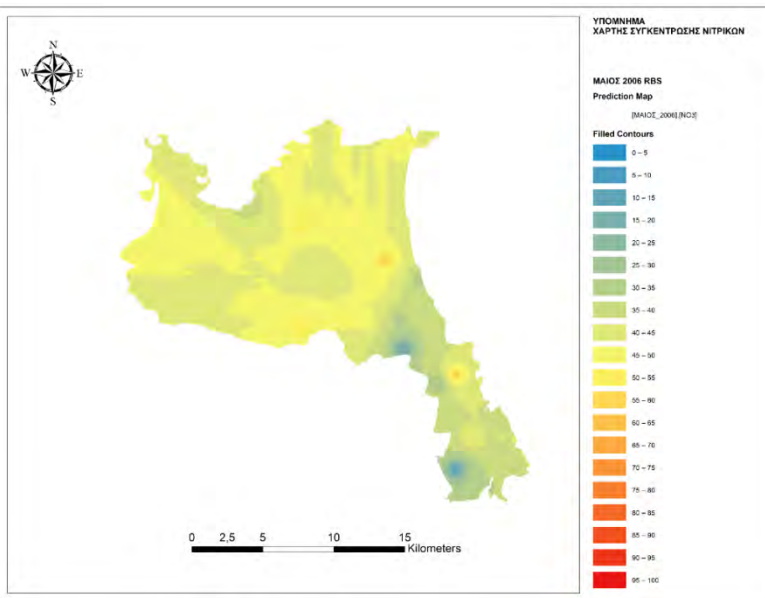 ΥΠΟΜΝΗΜΑ
ΧΑΡΤΗΣ ΣΥΓΚΕΝΤΡΩΣΗΣ ΝΙΤΡΙΚΩΝ
N
W E
S
ΜΑΙΟΣ 2006 RBS
Prediction Map
[ΜΑΙΟΣ_2006].[NO3]
Filled Contours
0 – 5
5 – 10
10 – 15
15 – 20
20 – 25
25 – 30
30 – 35
35 – 40
40 – 45
45 – 50
50 – 55
55 – 60
60 – 65
65 – 70
70 – 75
75 – 80
80 – 85
85 – 90
90 – 95
95 – 100
0 2,5 5 10 15
Kilometers